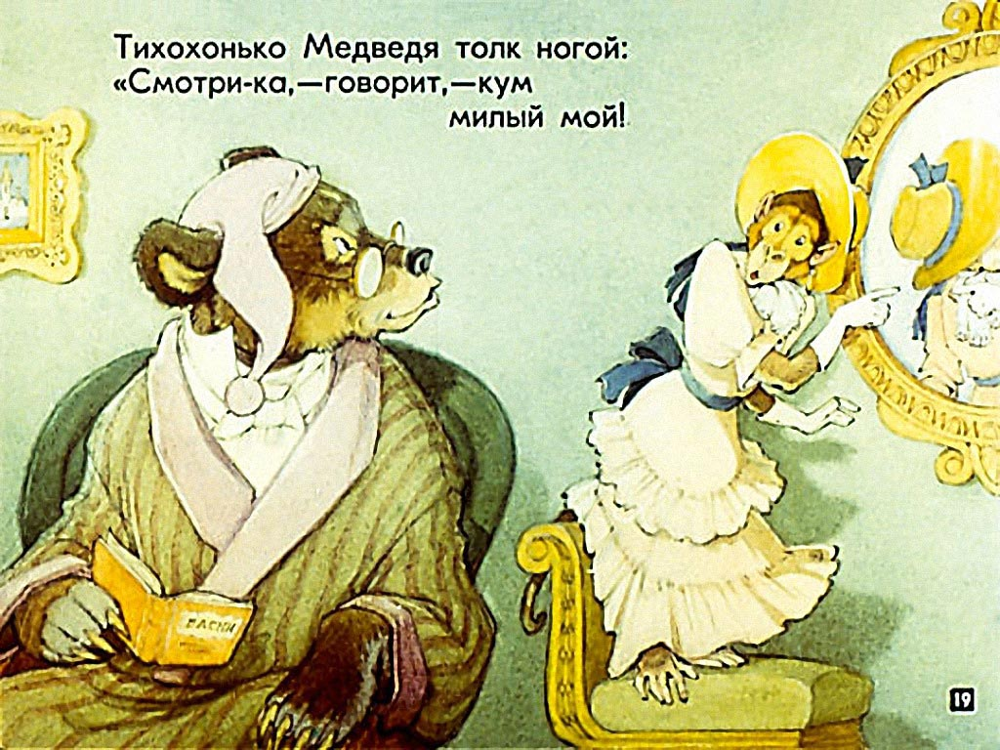 Тихохонько Медведя толк ногой:
«Смотри-ка,—говорит,—кум
милый мой!
БАСНИ
19